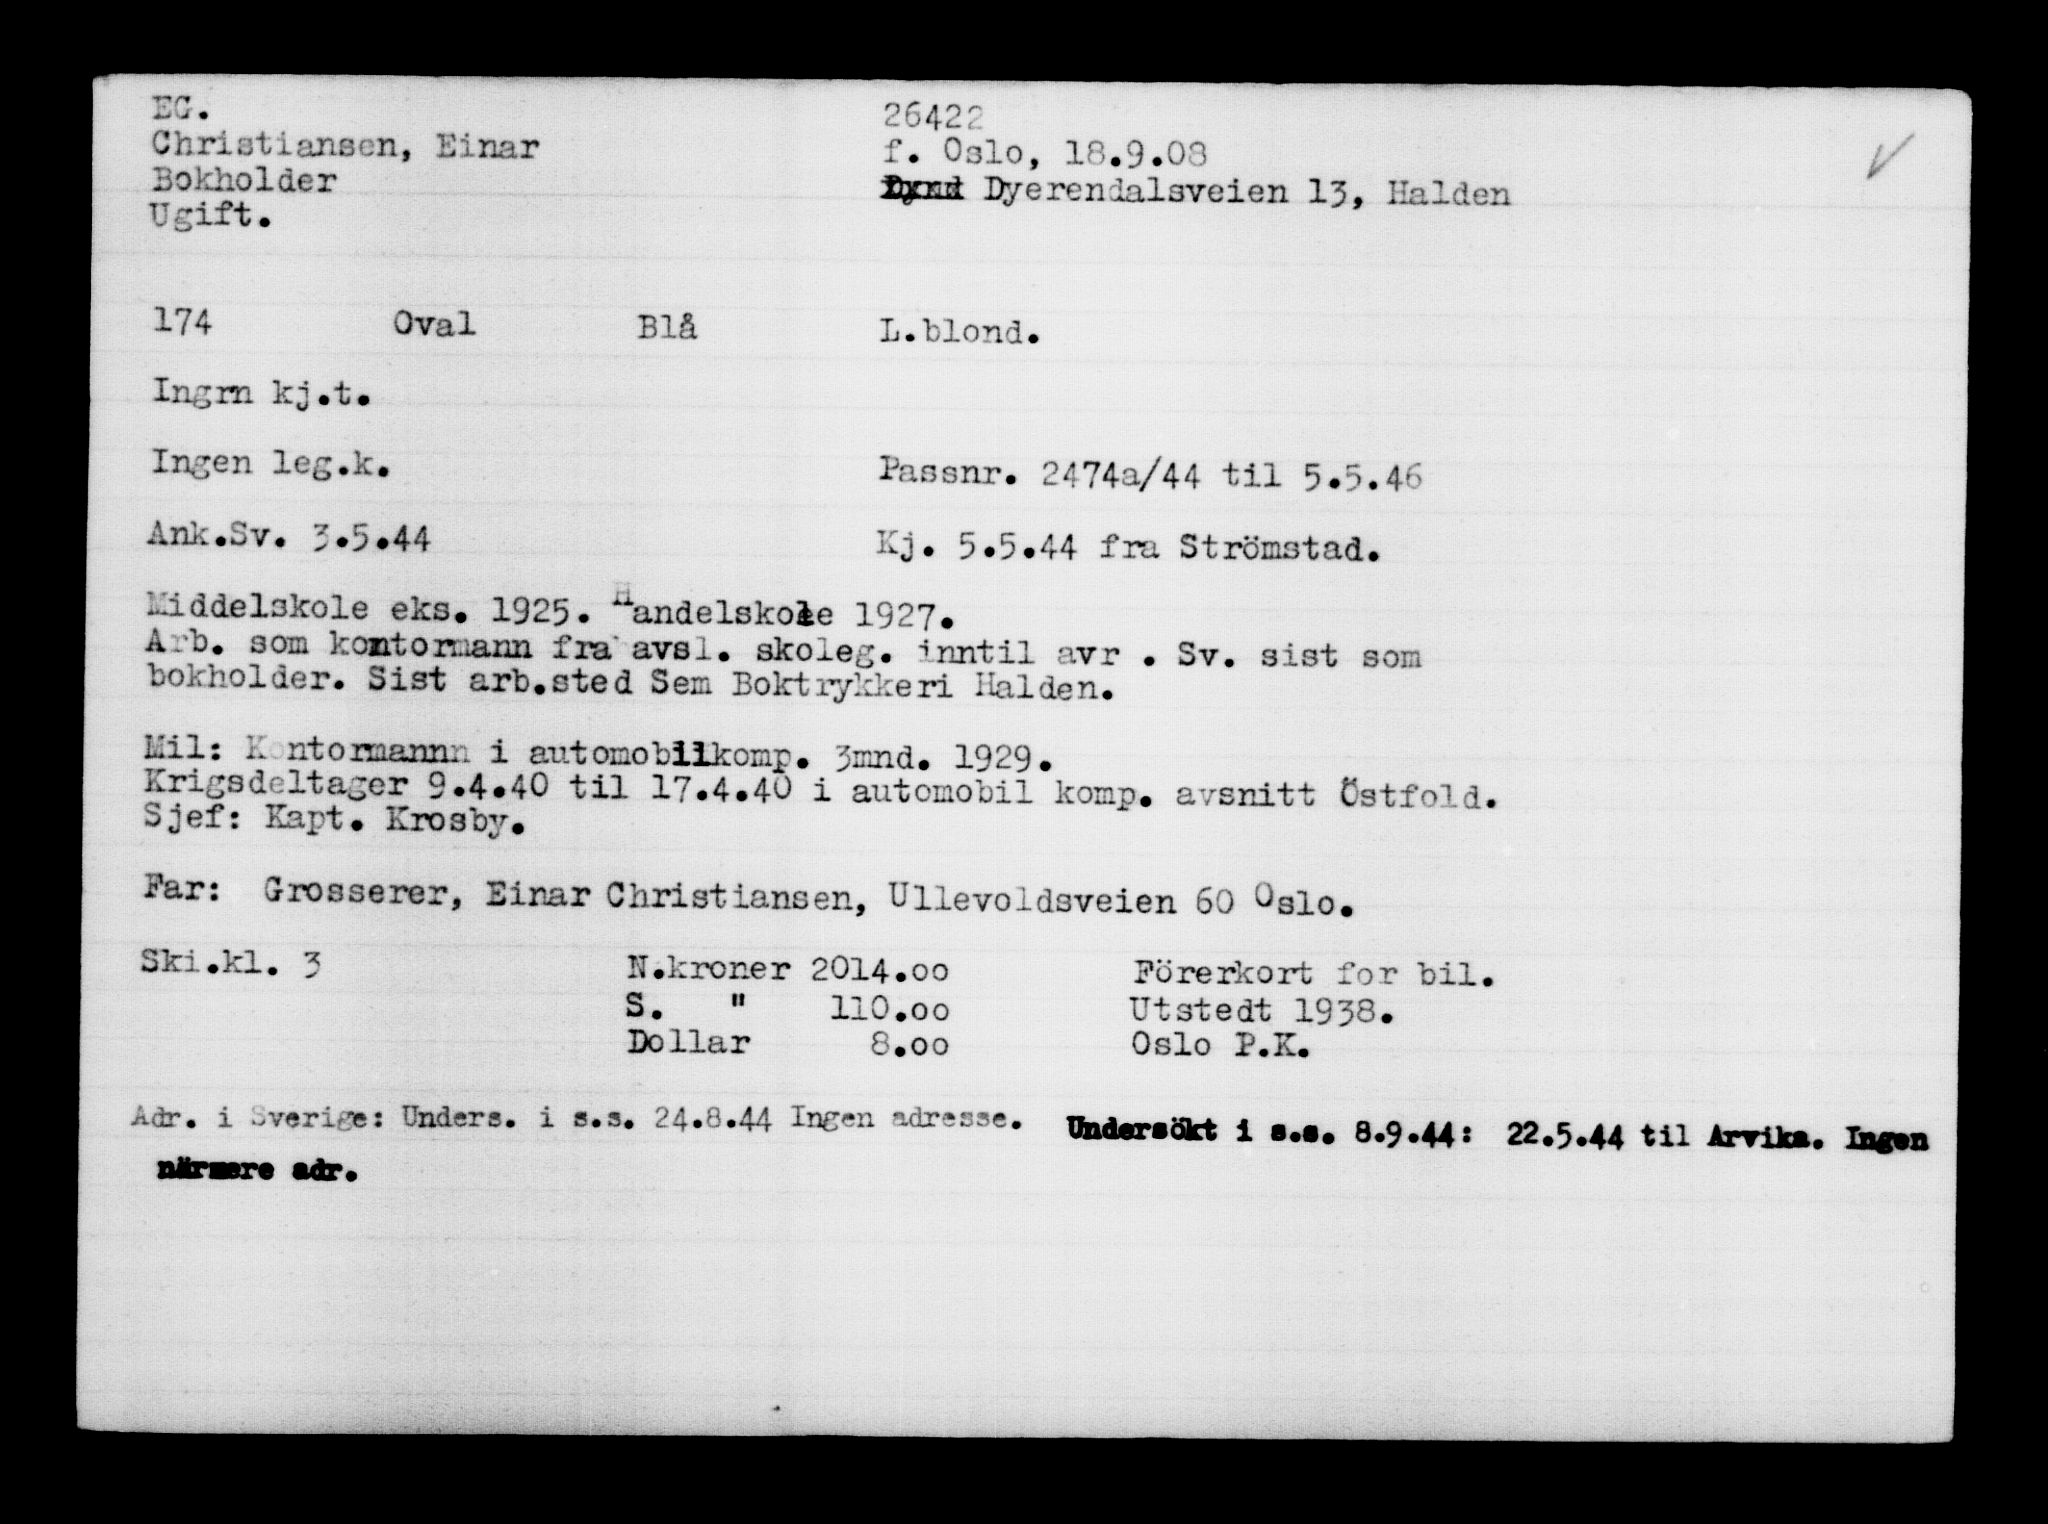 EG. 26422
Christiansen, Einar f. Oslo, 18.9.08
Bokholder Dyerendalsveien 13, Halden
Ugift.
174 Oval Blå L.blond.
Ingrn kj.t.
Ingen leg.k. Passnr. 2474a/44 til 5.5.46
Ank.Sv. 3.5.44 Kj. 5.5.44 fra Strömstad.
Middelskole eks. 1925. Handelskole 1927.
Arb. som kontormann fra avsl. skoleg. inntil avr . Sv. sist som
bokholder. Sist arb.sted Sem Boktrykkeri Halden.
Mil: Kontormannn i automobilkomp. 3mnd. 1929.
Krigsdeltager 9.4.40 til 17.4.40 i automobil komp. avsnitt Östfold.
Sjef: Kapt. Krosby.
Far: Grosserer, Einar Christiansen, Ullevoldsveien 60 Oslo.
Ski.kl. 3 N.kroner 2014.oo Förerkort for bil.
S. " 110.oo Utstedt 1938.
Dollar 8.oo Oslo P.K.
Adr. i Sverige: Unders. i s.s. 24.8.44 Ingen adresse. Undersökt i s.s. 8.9.44: 22.5.44 til Arvika. Ingen
närmere adr.